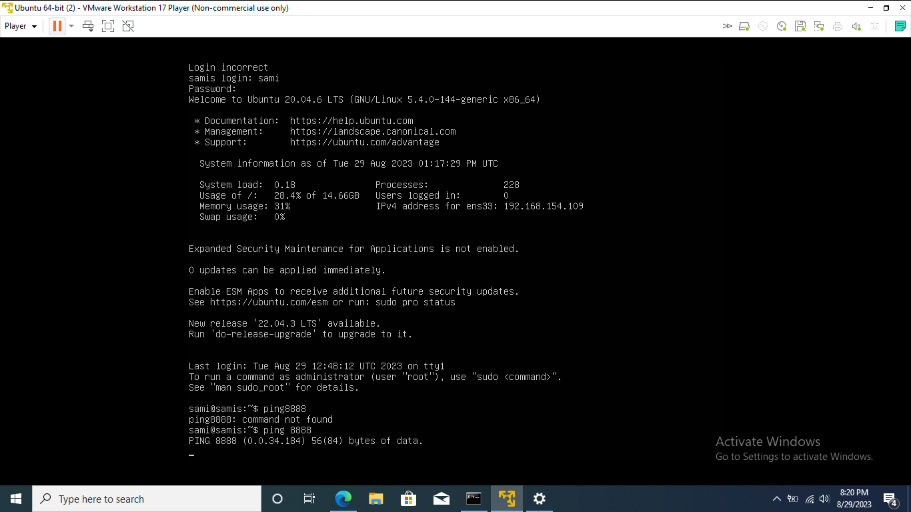 Ubuntu 64-bit (2) - VMware Workstation 17 Player (Non-commercial use only)
Player
Login incorrect
samis login: sami
Password:
Welcome to Ubuntu 20.04.6 LTS (GNU/Linux 5.4.0-144-generic x86_64)
* Documentation: https://help.ubuntu.com
* Management: https://landscape.canonical.com
* Support: https://ubuntu.com/advantage
System information as of Tue 29 Aug 2023 01:17:29 PM UTC
System load: 0.18 Processes: 228
Usage of /: 28.4% of 14.66GB Users logged in: 0
Memory usage: 31% IPv4 address for ens33: 192.168.154.109
Swap usage: 0%
Expanded Security Maintenance for Applications is not enabled.
0 updates can be applied immediately.
Enable ESM Apps to receive additional future security updates.
See https://ubuntu.com/esm or run: sudo pro status
New release '22.04.3 LTS' available.
Run 'do-release-upgrade' to upgrade to it.
Last login: Tue Aug 29 12:48:12 UTC 2023 on tty1
To run a command as administrator (user "root"), use "sudo <command>".
See "man sudo_root" for details.
sami@samis:~$ ping8888
ping8888: command not found
sami@samis:~$ ping 8888
PING 8888 (0.0.34.184) 56(84) bytes of data.
Activate Windows
Go to Settings to activate Windows.
Type here to search
8:20 PM
8/29/2023
4